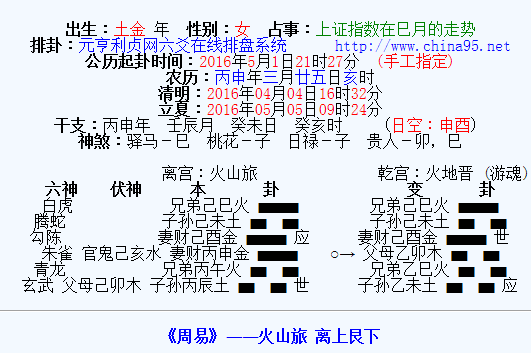 出生：土金 年　性别：女　占事：上证指数在巳月的走势
排卦：元亨利贞网六爻在线排盘系统　　　http://www.china95.net
公历起卦时间：2016年5月1日21时27分　(手工指定)
农历：丙申年三月廿五日亥时
清明：2016年04月04日16时32分
立夏：2016年05月05日09时24分
干支：丙申年　壬辰月　癸未日　癸亥时　　(日空：申酉)
神煞：驿马－巳　桃花－子　日禄－子　贵人－卯，巳
离宫：火山旅　　　　　　　乾宫：火地晋 (游魂)
六神　　伏神　　　本　　　　卦　　　　　　变　　　　卦
白虎　　　　　　兄弟己巳火 ▅▅▅▅▅　　　　兄弟己巳火 ▅▅▅▅▅
腾蛇　　　　　　子孙己未土 ▅▅　▅▅　　　　子孙己未土 ▅▅　▅▅
勾陈　　　　　　妻财己酉金 ▅▅▅▅▅ 应　　　妻财己酉金 ▅▅▅▅▅ 世
朱雀 官鬼己亥水 妻财丙申金 ▅▅▅▅▅ ○→ 父母乙卯木 ▅▅　▅▅
青龙　　　　　　兄弟丙午火 ▅▅　▅▅　　　　兄弟乙巳火 ▅▅　▅▅
玄武 父母己卯木 子孙丙辰土 ▅▅　▅▅ 世　　　子孙乙未土 ▅▅　▅▅ 应
《周易》——火山旅 离上艮下